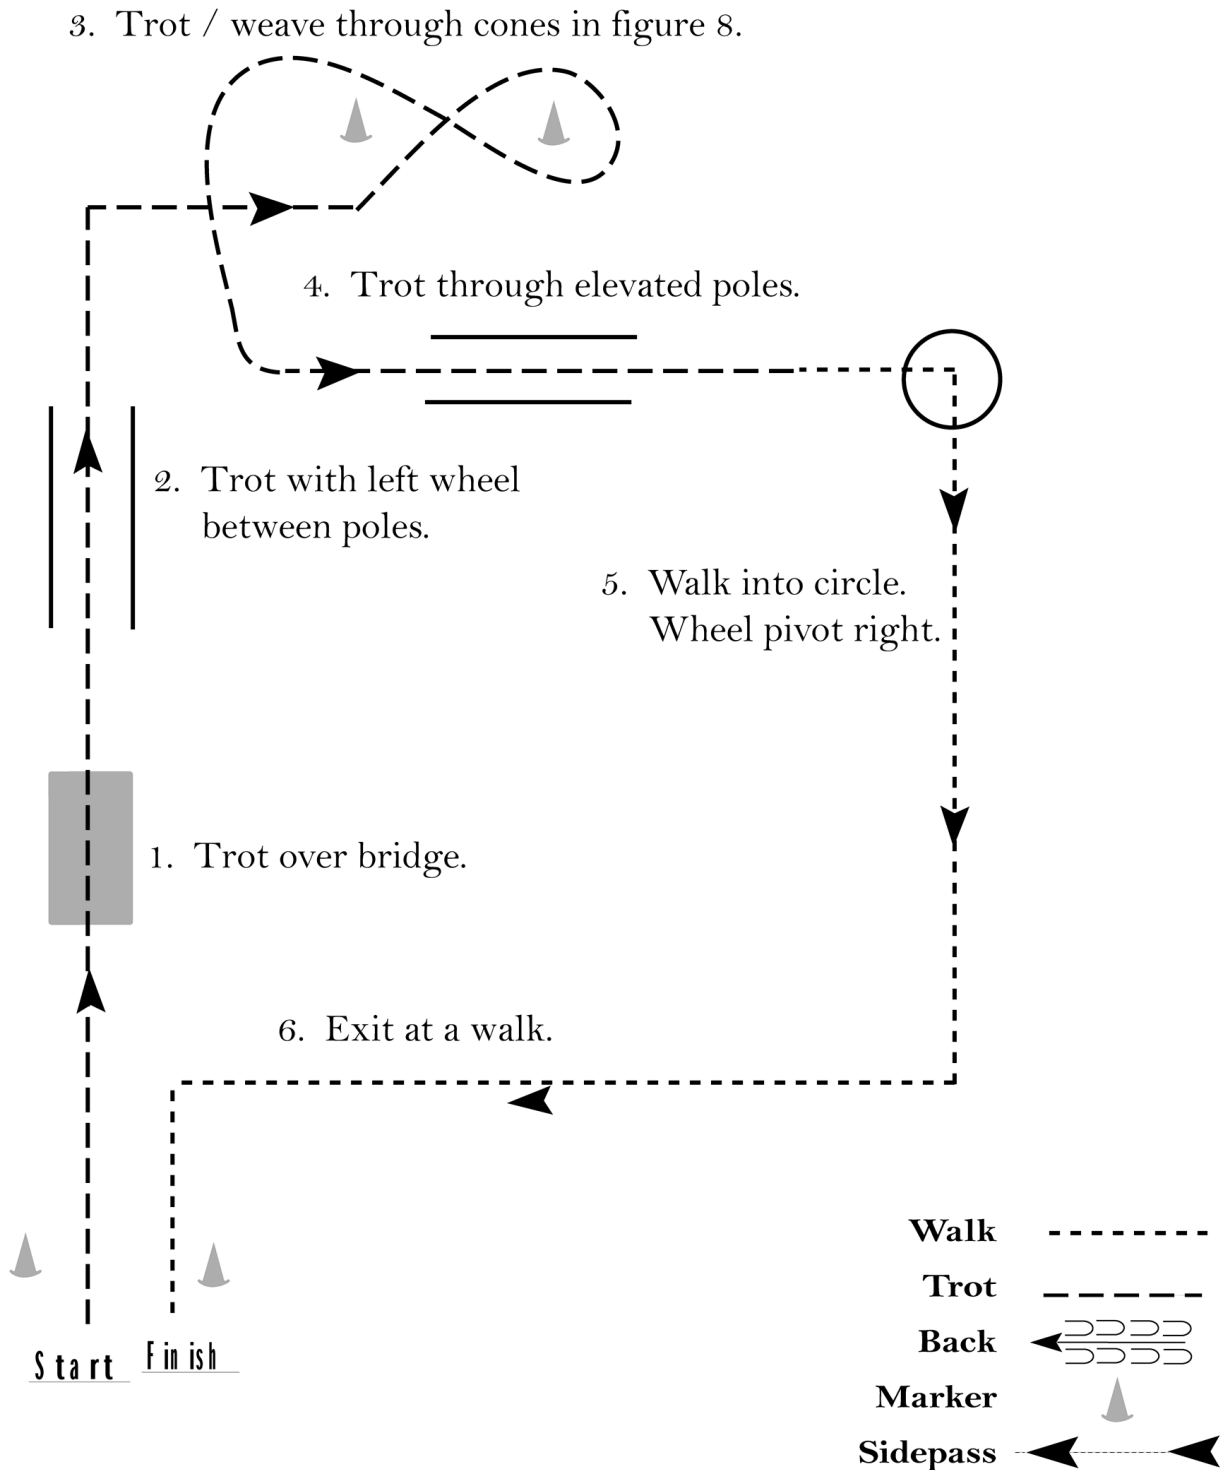 3. Trot / weave through cones in figure 8.
4. Trot through elevated poles.
2. Trot with left wheel
between poles.
5. Walk into circle.
Wheel pivot right.
1. Trot over bridge.
6. Exit at a walk.
Walk
Trot
Start
Finish
Back
Marker
Sidepass